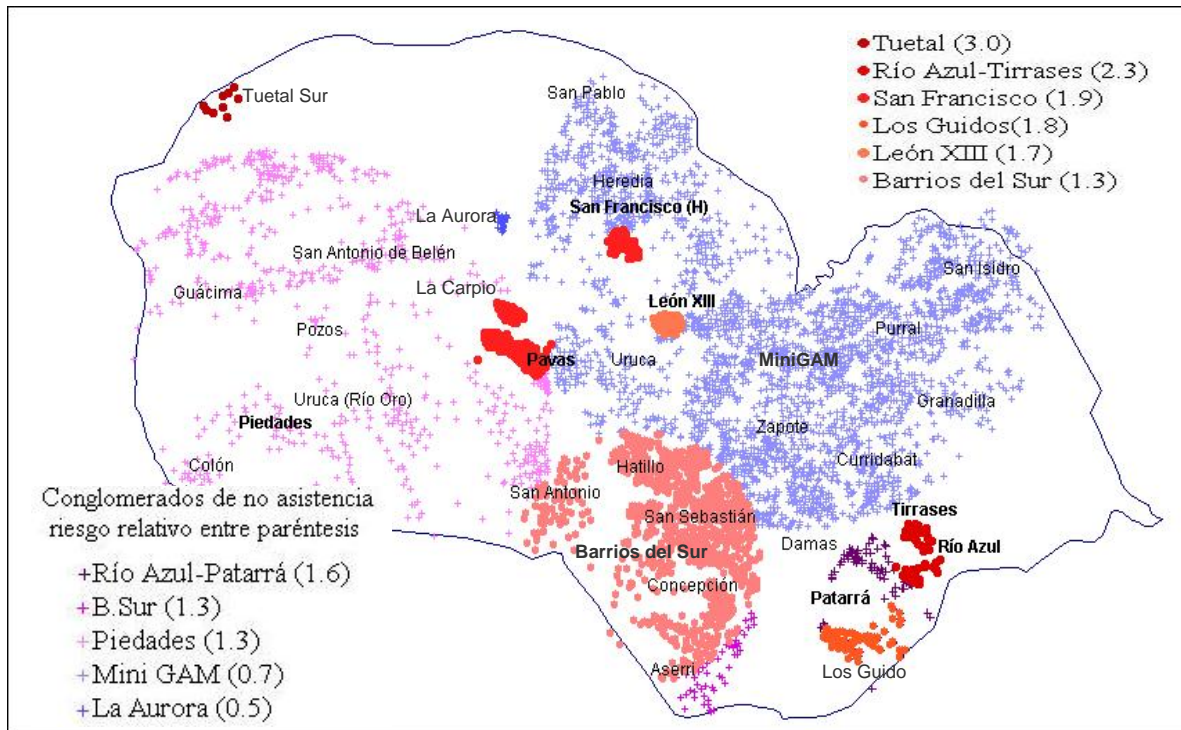 Tuetal (3.0)
Río Azul-Tirrases (2.3)
San Francisco (1.9)
Los Guidos(1.8)
León XIII (1.7)
Barrios del Sur (1.3)
Tuetal Sur
San Pablo
Heredia
San Francisco (H)
La Aurora
San Antonio de Belén
San Isidro
La Carpio
Guácima
León XIII
Pozos
Purral
Pavas
Uruca
MiniGAM
Uruca (Río Oro)
Granadilla
Piedades
Zapote
Colón
Hatillo
Curridabat
San Antonio
San Sebastián
Tirrases
Damas
Río Azul
Barrios del Sur
Concepción
Patarrá
Aserri
Los Guido
Conglomerados de no asistencia
riesgo relativo entre paréntesis
+Río Azul-Patarrá (1.6)
+B.Sur (1.3)
+Piedades (1.3)
+Mini GAM (0.7)
+La Aurora (0.5)